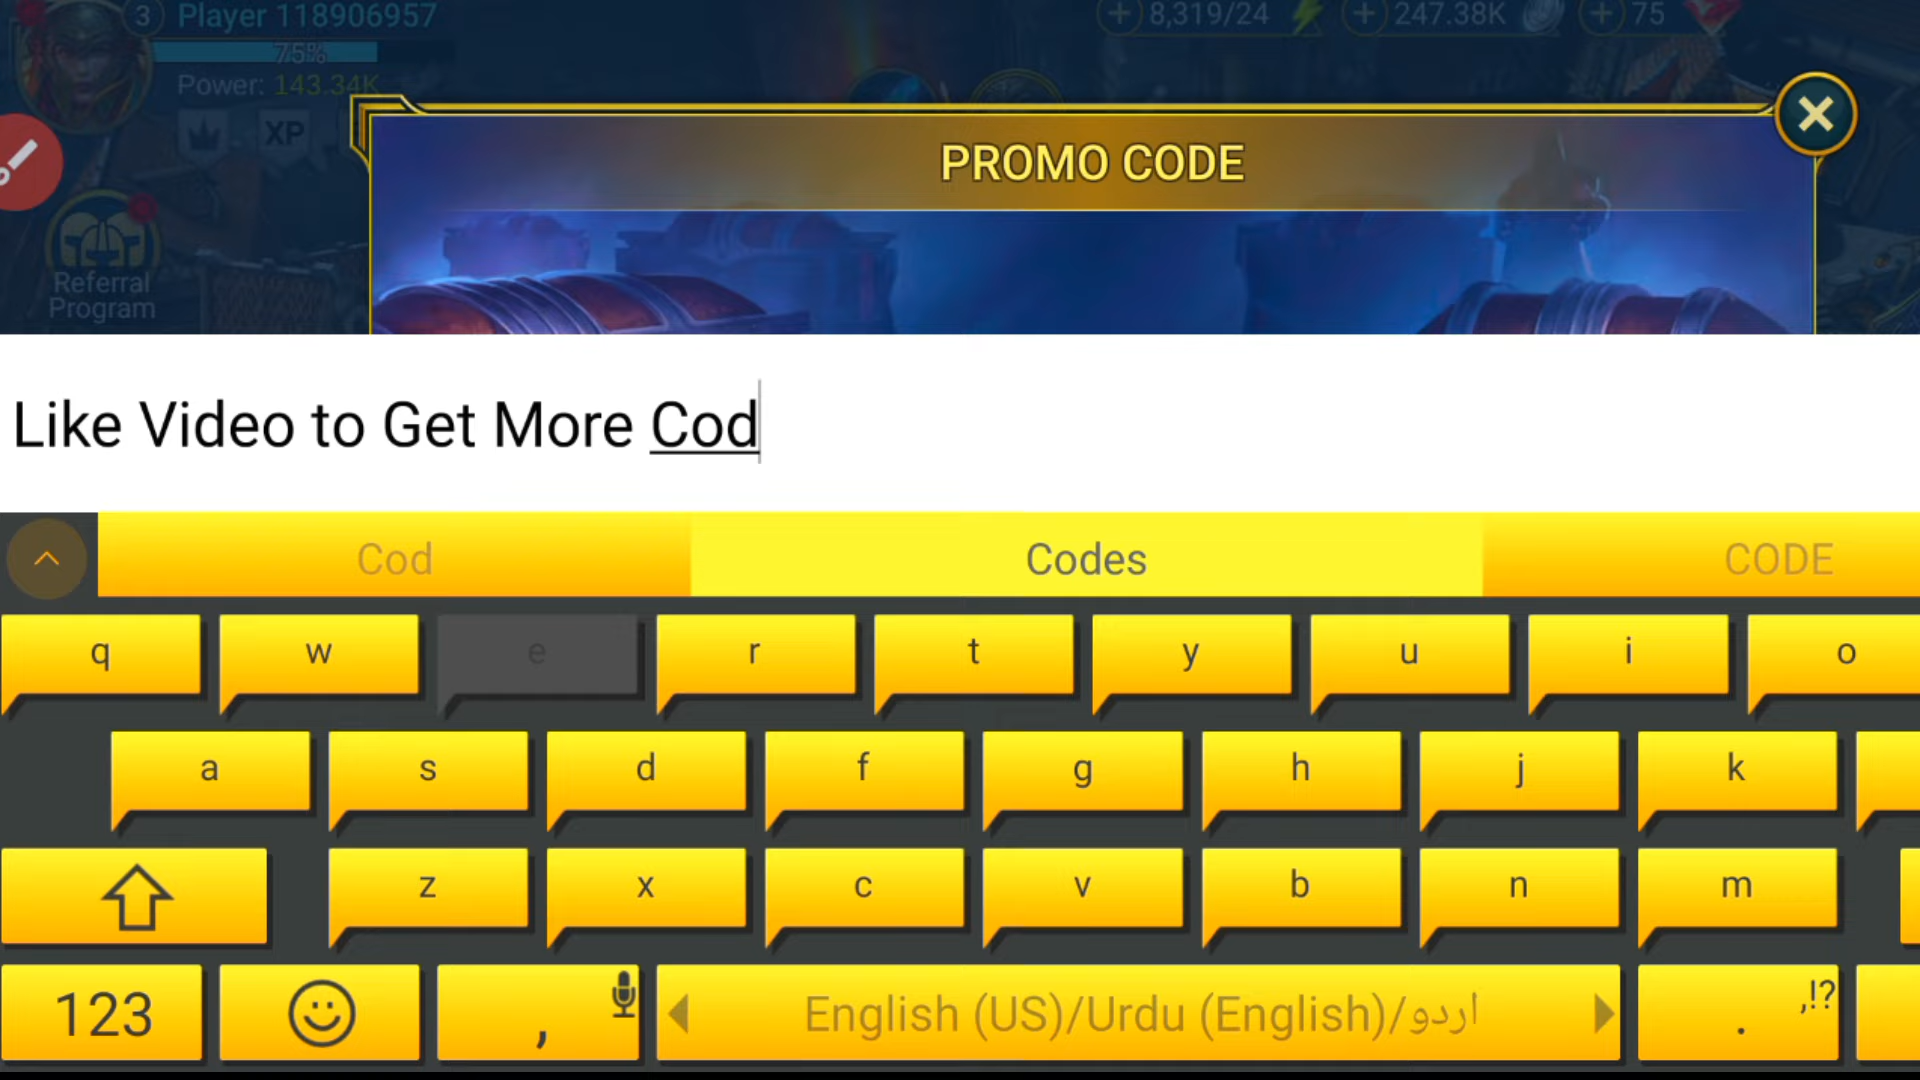 3 Player 118906957
8,319/24 247.38K 75
75%
Power: 143.34K
XP
PROMO CODE
Referral
Program
Like Video to Get More Cod
Cod Codes CODE
q w e r t y u i o
a s d f g h j k
z x c v b n m
123 , English (US)/Urdu (English)/اردو . ,!?